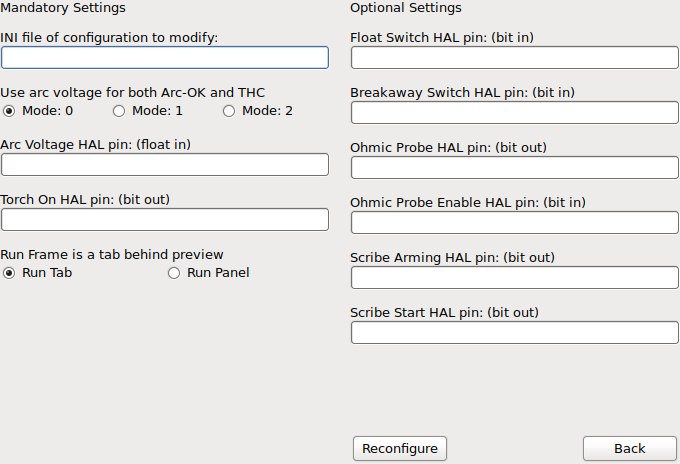 Mandatory Settings
INI file of configuration to modify:
Use arc voltage for both Arc-OK and THC
Mode: 0 Mode: 1 Mode: 2
Arc Voltage HAL pin: (float in)
Torch On HAL pin: (bit out)
Run Frame is a tab behind preview
Run Tab Run Panel
Optional Settings
Float Switch HAL pin: (bit in)
Breakaway Switch HAL pin: (bit in)
Ohmic Probe HAL pin: (bit out)
Ohmic Probe Enable HAL pin: (bit in)
Scribe Arming HAL pin: (bit out)
Scribe Start HAL pin: (bit out)
Reconfigure Back